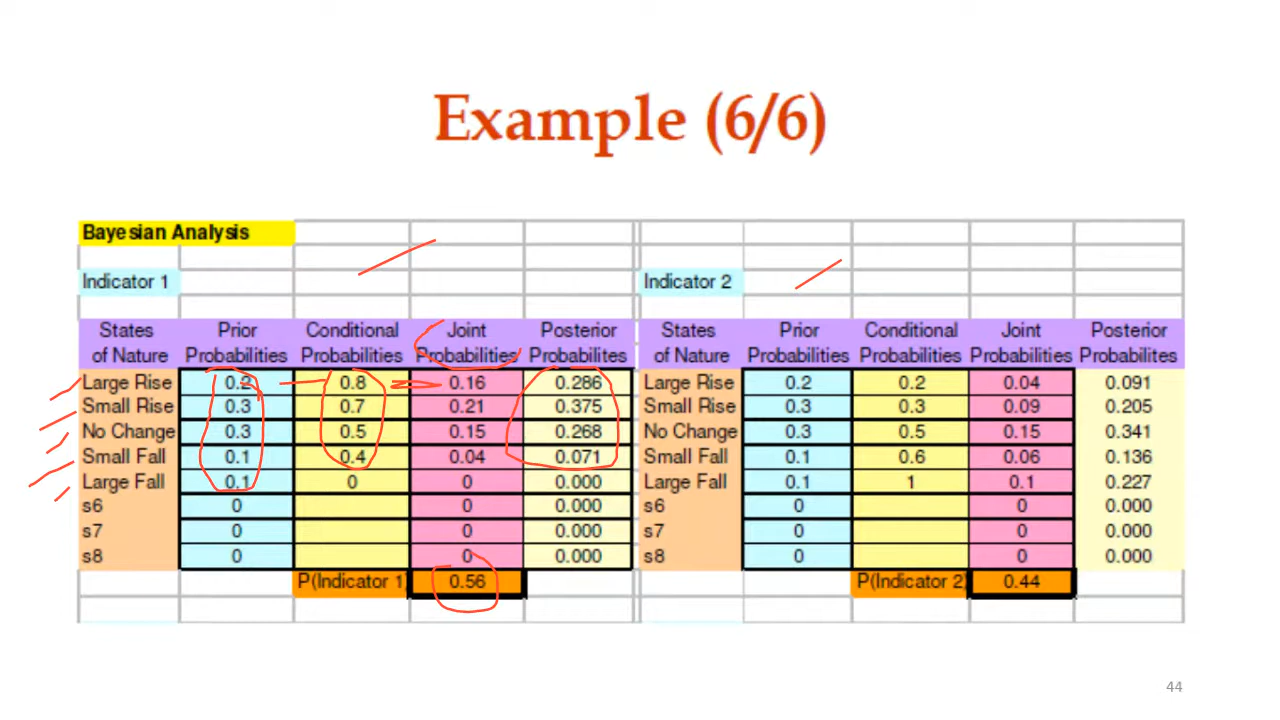 Example (6/6)
Bayesian Analysis
Indicator 1 Indicator 2
States Prior Conditional Joint Posterior States Prior Conditional Joint Posterior
of Nature Probabilities Probabilities Probabilities Probabilites of Nature Probabilities Probabilities Probabilities Probabilites
Large Rise 0.2 0.8 0.16 0.286 Large Rise 0.2 0.2 0.04 0.091
Small Rise 0.3 0.7 0.21 0.375 Small Rise 0.3 0.3 0.09 0.205
No Change 0.3 0.5 0.15 0.268 No Change 0.3 0.5 0.15 0.341
Small Fall 0.1 0.4 0.04 0.071 Small Fall 0.1 0.6 0.06 0.136
Large Fall 0.1 0 0 0.000 Large Fall 0.1 1 0.1 0.227
s6 0 0 0.000 s6 0 0 0.000
s7 0 0 0.000 s7 0 0 0.000
s8 0 0 0.000 s8 0 0 0.000
P(Indicator 1) 0.56 P(Indicator 2) 0.44
44